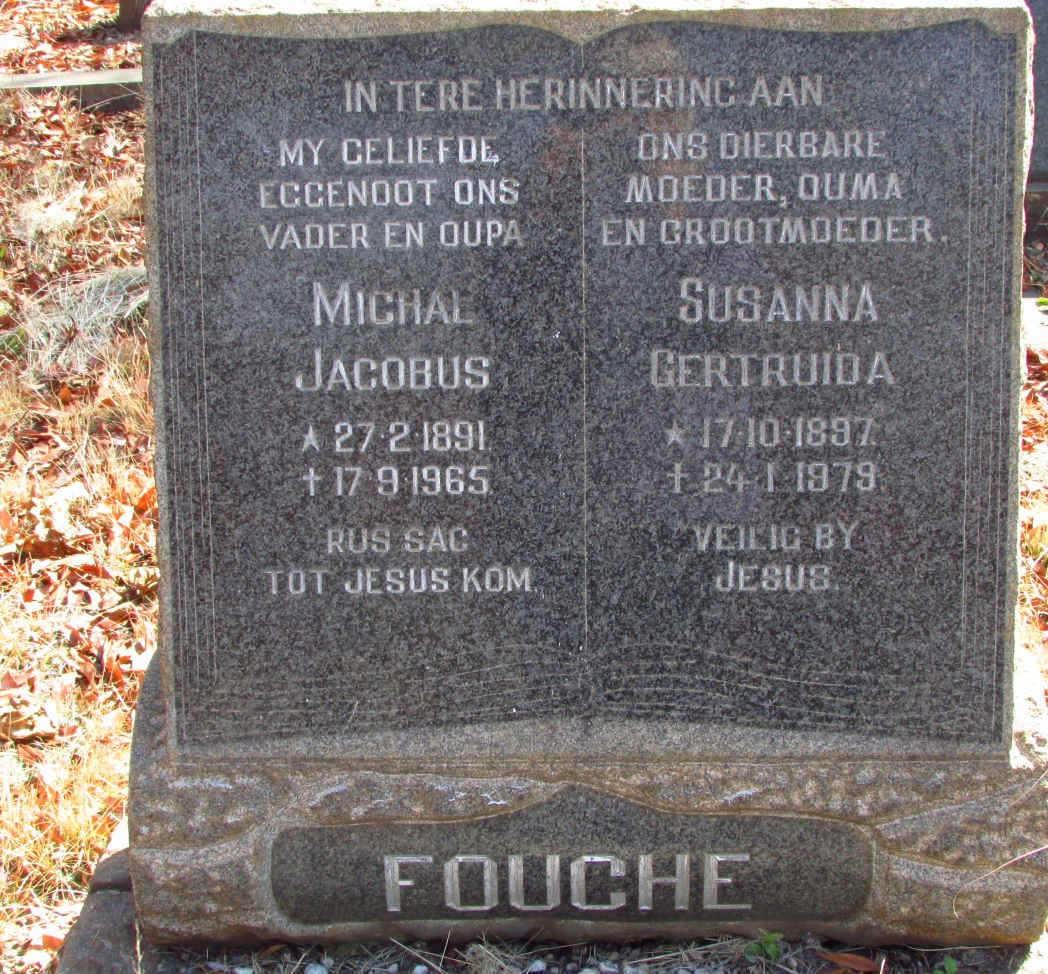 IN TERE HERINNERING AAN
MY GELIEFDE,
EGGENOOT ONS
VADER EN OUPA
MICHAL
JACOBUS
★ 27·2·1891.
† 17·9·1965.
RUS SAG
TOT JESUS KOM.
ONS DIERBARE
MOEDER, OUMA
EN GROOTMOEDER.
SUSANNA
GERTRUIDA
★ 17·10·1897.
† 24·1·1979
VEILIG BY
JESUS.
FOUCHE